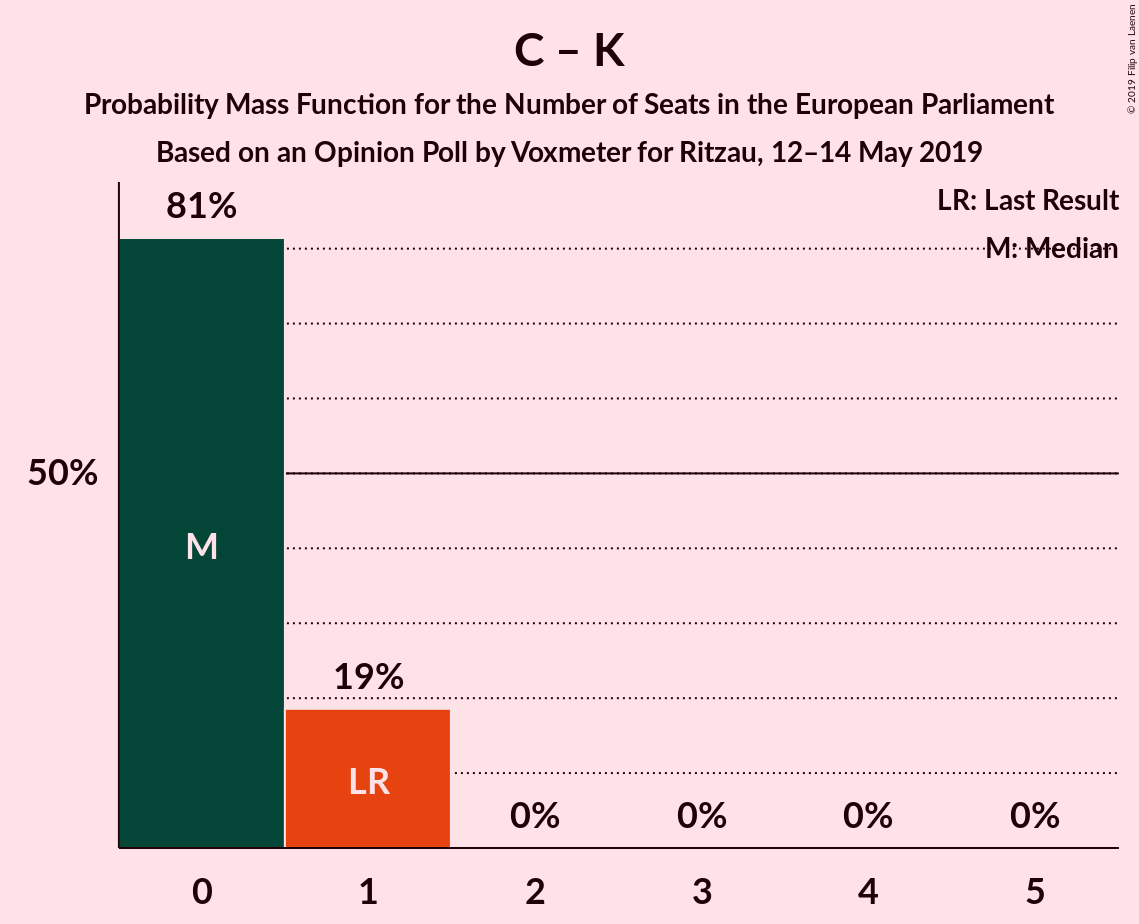 C – K
Probability Mass Function for the Number of Seats in the European Parliament
Based on an Opinion Poll by Voxmeter for Ritzau, 12–14 May 2019
© 2019 Filip van Laenen
LR: Last Result
M: Median
81%
50%
M
19%
LR
0%
0%
0%
0%
0
1
2
3
4
5